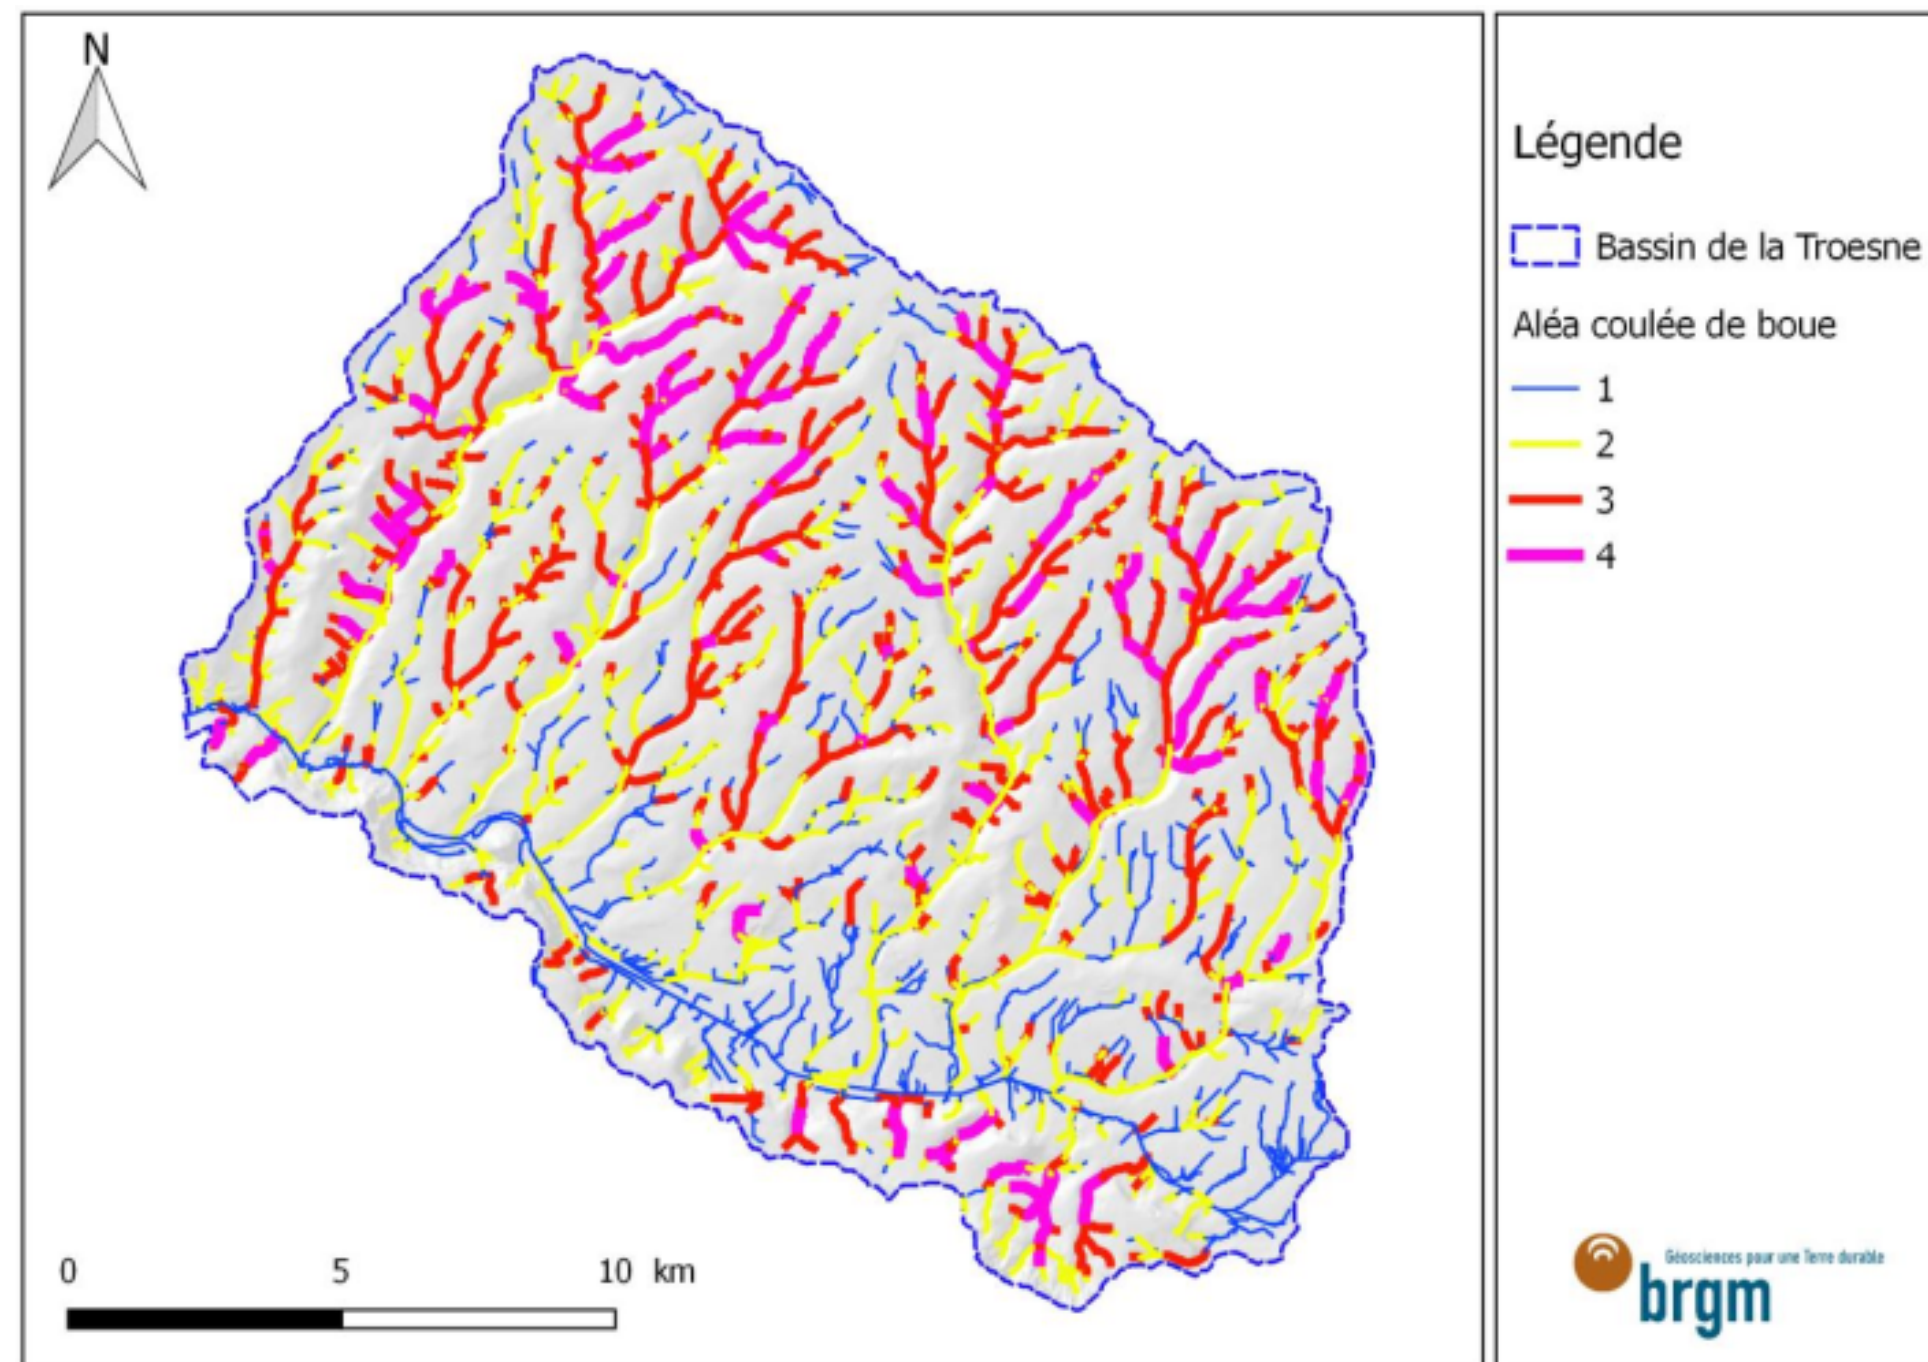 N
0 5 10 km
Légende
Bassin de la Troesne
Aléa coulée de boue
1
2
3
4
Géosciences pour une Terre durable
brgm